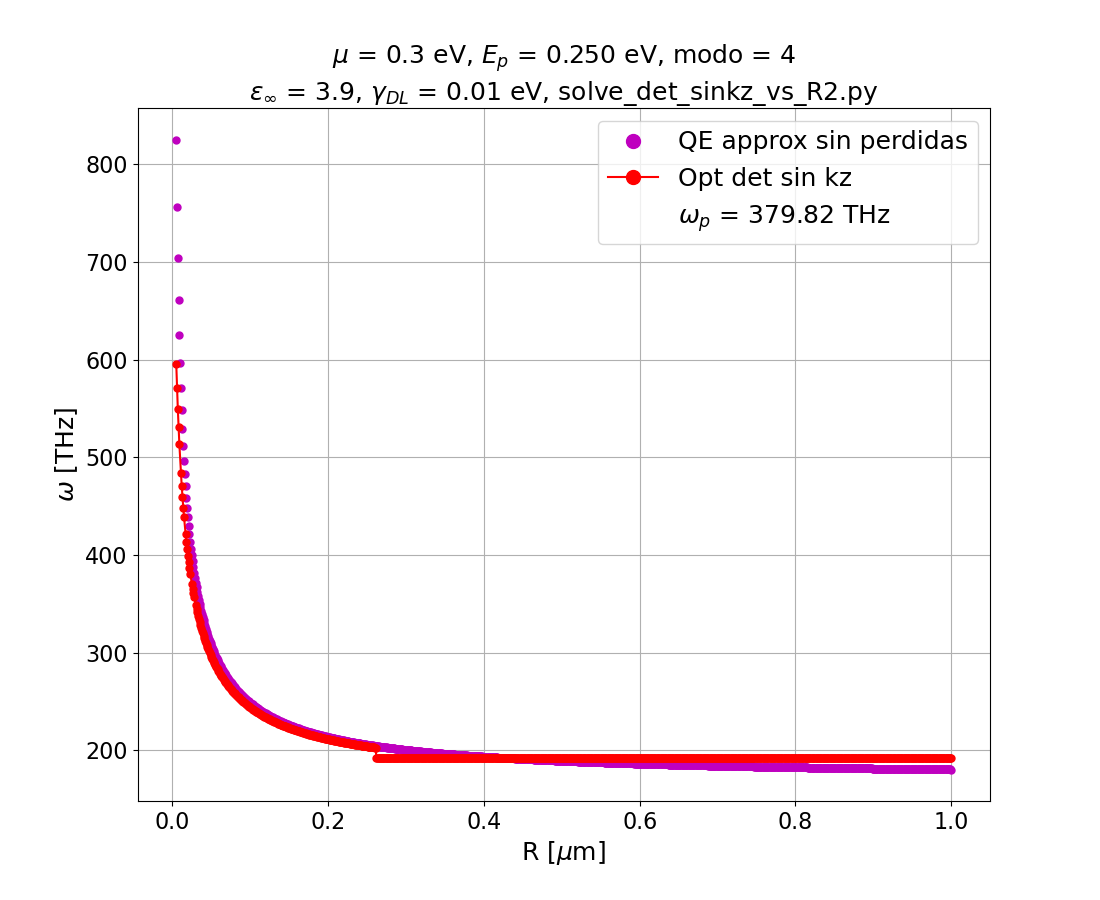 μ = 0.3 eV, E_p = 0.250 eV, modo = 4
ε_∞ = 3.9, γ_DL = 0.01 eV, solve_det_sinkz_vs_R2.py
QE approx sin perdidas
Opt det sin kz
ω_p = 379.82 THz
800
700
600
500
400
300
200
ω [THz]
0.0 0.2 0.4 0.6 0.8 1.0
R [μm]